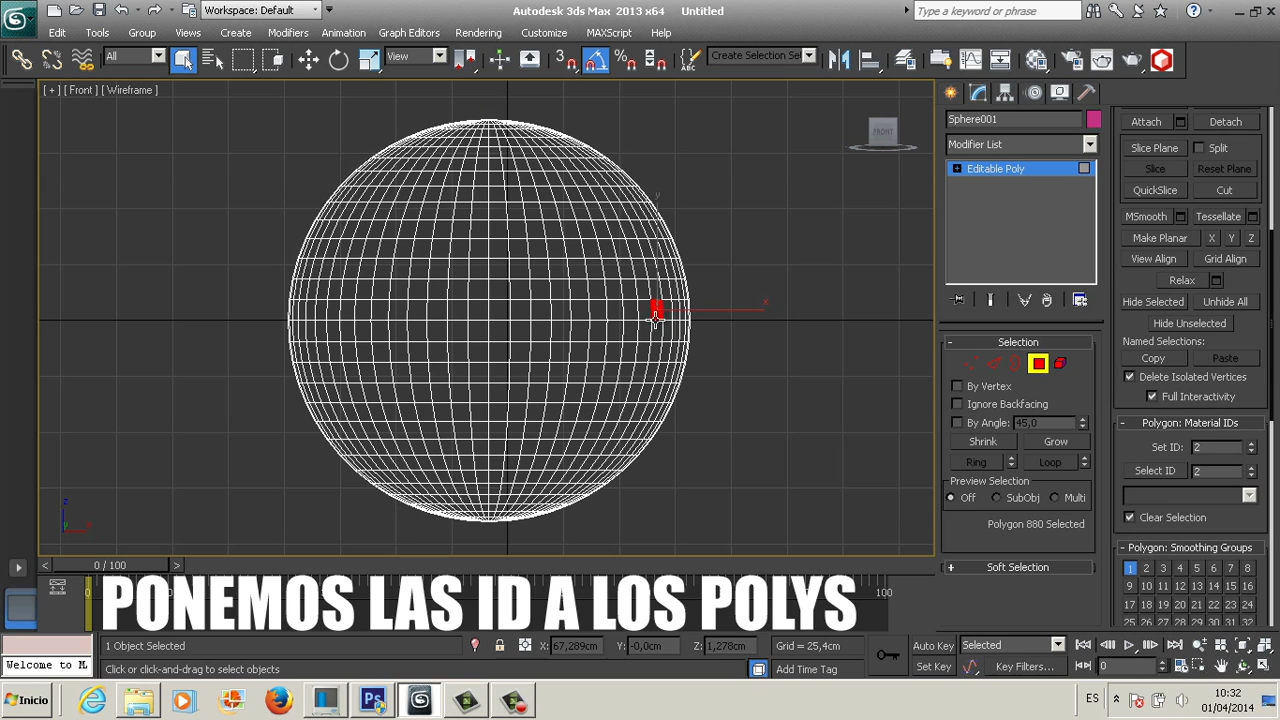 Workspace: Default
Autodesk 3ds Max 2013 x64 Untitled
Type a keyword or phrase
Edit Tools Group Views Create Modifiers Animation Graph Editors Rendering Customize MAXScript Help
All
View
3
Create Selection Se
[ + ] [ Front ] [ Wireframe ]
FRONT
y
x
z
y x
Sphere001
Modifier List
Editable Poly
Attach Detach
Slice Plane Split
Slice Reset Plane
QuickSlice Cut
MSmooth Tessellate
Make Planar X Y Z
View Align Grid Align
Relax
Hide Selected Unhide All
Hide Unselected
Named Selections:
Copy Paste
Delete Isolated Vertices
Full Interactivity
Selection
By Vertex
Ignore Backfacing
By Angle: 45,0
Shrink Grow
Ring Loop
Preview Selection
Off SubObj Multi
Polygon 880 Selected
Soft Selection
Polygon: Material IDs
Set ID: 2
Select ID 2
Clear Selection
Polygon: Smoothing Groups
1 2 3 4 5 6 7 8
9 10 11 12 13 14 15 16
17 18 19 20 21 22 23 24
25 26 27 28 29 30 31 32
0 / 100
0
100
PONEMOS LAS ID A LOS POLYS
1 Object Selected
X: 67,289cm Y: -0,0cm Z: 1,278cm Grid = 25,4cm
Auto Key Selected
Welcome to M
Click or click-and-drag to select objects
Add Time Tag
Set Key Key Filters... 0
Inicio
ES
10:32
01/04/2014